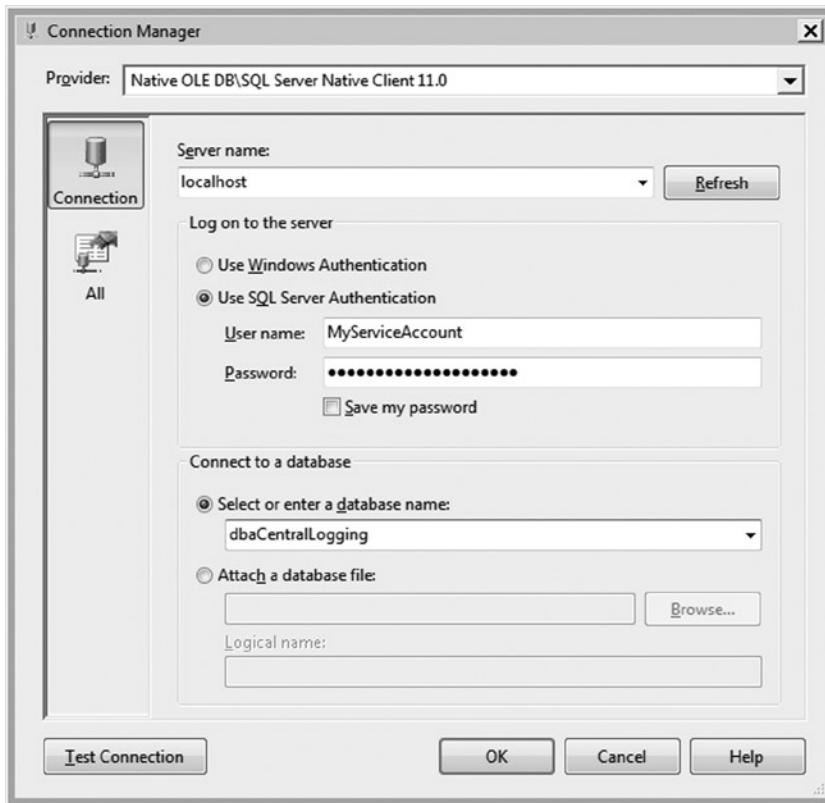 Connection Manager
Provider: Native OLE DB\SQL Server Native Client 11.0
Connection
All
Server name:
localhost
Refresh
Log on to the server
Use Windows Authentication
Use SQL Server Authentication
User name: MyServiceAccount
Password: ••••••••••••••••••••
Save my password
Connect to a database
Select or enter a database name:
dbaCentralLogging
Attach a database file:
Browse...
Logical name:
Test Connection OK Cancel Help